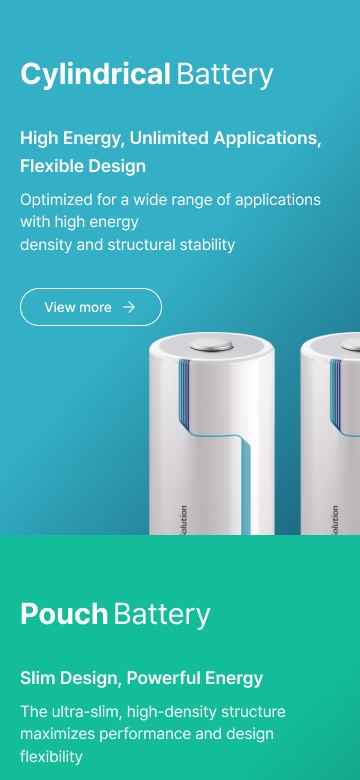 Cylindrical Battery
High Energy, Unlimited Applications,
Flexible Design
Optimized for a wide range of applications
with high energy
density and structural stability
View more →
olution
olution
Pouch Battery
Slim Design, Powerful Energy
The ultra-slim, high-density structure
maximizes performance and design
flexibility